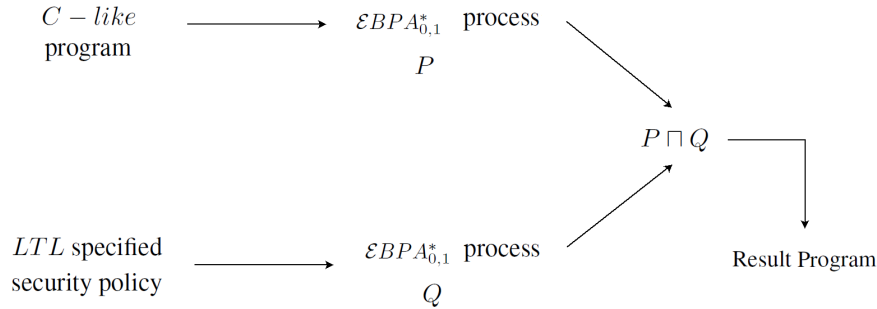 C − like
program
ℰBPA*₀,₁ process
P
P ⊓ Q
LTL specified
security policy
ℰBPA*₀,₁ process
Q
Result Program